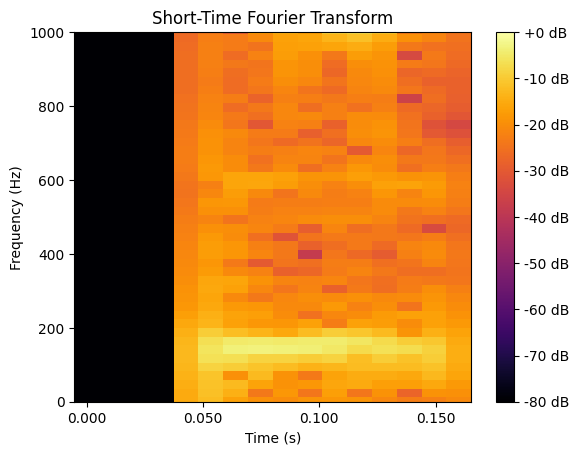 Short-Time Fourier Transform
1000
800
600
400
200
0
Frequency (Hz)
0.000
0.050
0.100
0.150
Time (s)
+0 dB
-10 dB
-20 dB
-30 dB
-40 dB
-50 dB
-60 dB
-70 dB
-80 dB